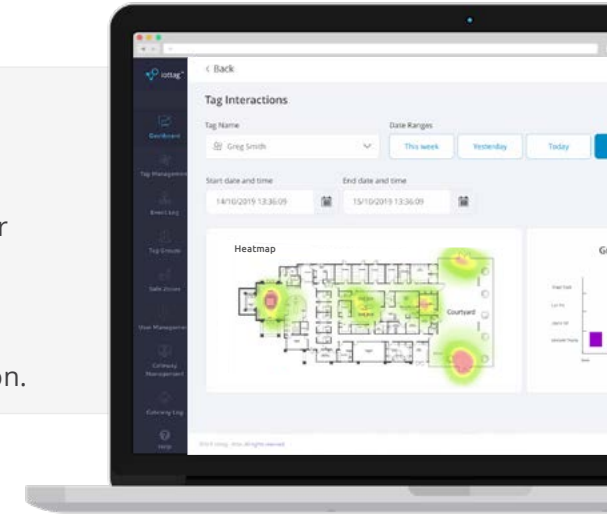 r
on.
iottag
< Back
Tag Interactions
Tag Name
Date Ranges
Greg Smith
This week
Yesterday
Today
Start date and time
End date and time
14/10/2019 13:36:09
15/10/2019 13:36:09
Heatmap
Courtyard
Dashboard
Tag Management
Event Log
Tag Groups
Safe Zones
User Management
Gateway
Management
Gateway Log
Help